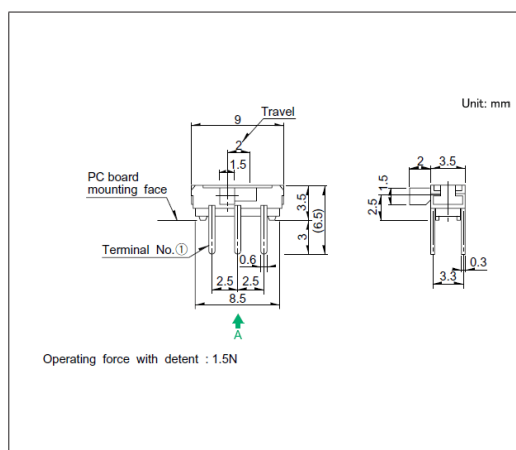 Travel
9
Unit: mm
2
1.5
2
3.5
PC board
mounting face
3.5
(6.5)
1.5
2.5
3
Terminal No.①
0.6
0.3
2.5
2.5
3.3
8.5
A
Operating force with detent : 1.5N